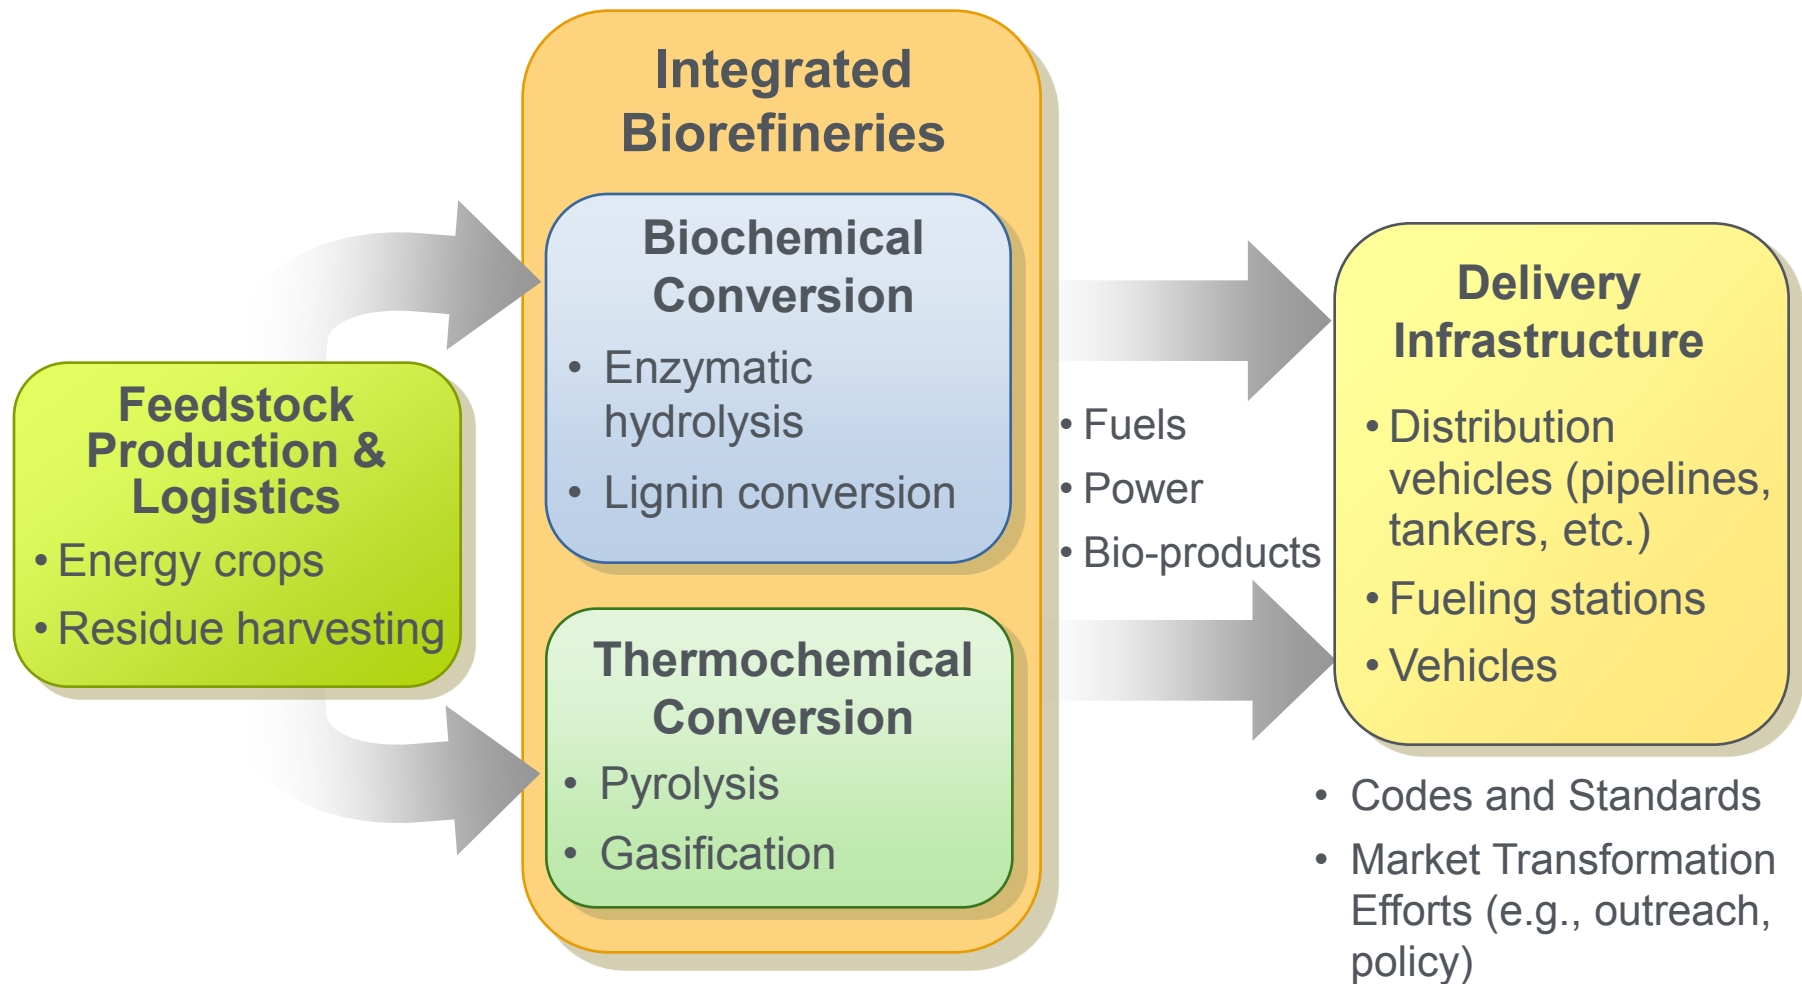 Integrated
Biorefineries
Biochemical
Conversion
• Enzymatic
hydrolysis
• Lignin conversion
Thermochemical
Conversion
• Pyrolysis
• Gasification
Feedstock
Production &
Logistics
• Energy crops
• Residue harvesting
• Fuels
• Power
• Bio-products
Delivery
Infrastructure
• Distribution
vehicles (pipelines,
tankers, etc.)
• Fueling stations
• Vehicles
• Codes and Standards
• Market Transformation
Efforts (e.g., outreach,
policy)